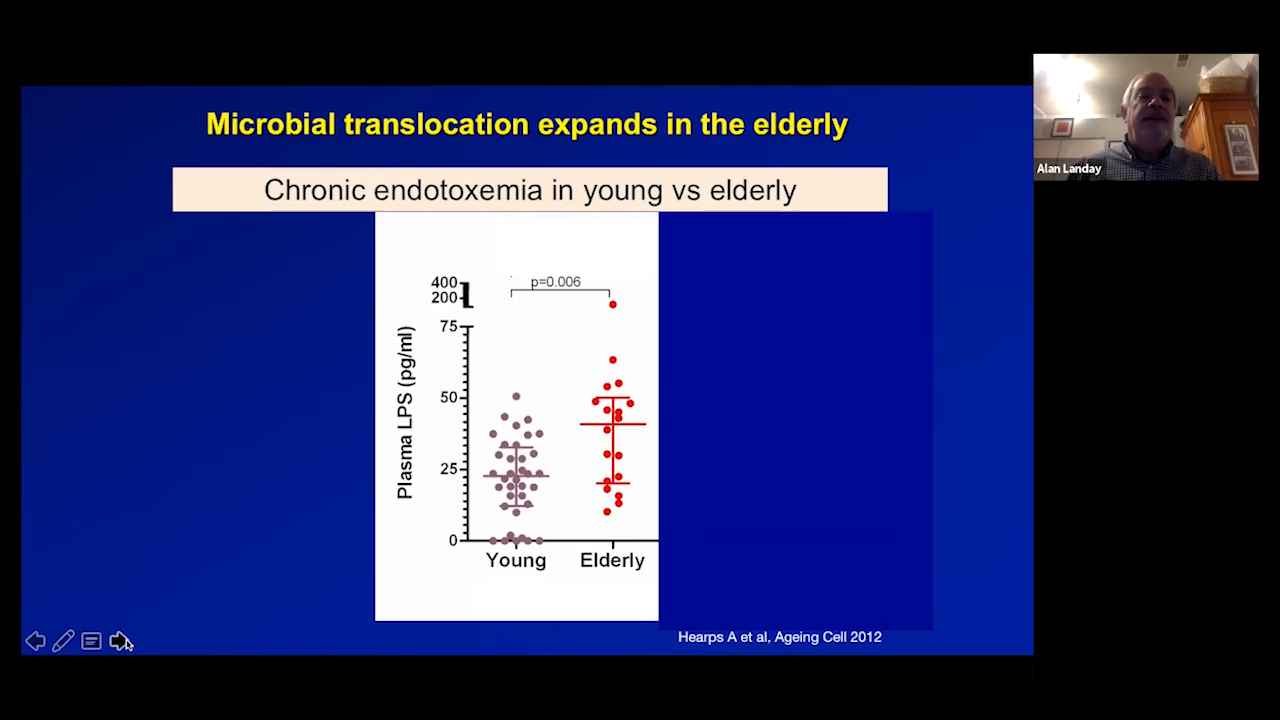 Microbial translocation expands in the elderly
Chronic endotoxemia in young vs elderly
p=0.006
400
200
75
50
25
0
Plasma LPS (pg/ml)
Young
Elderly
Hearps A et al, Ageing Cell 2012
Alan Landay